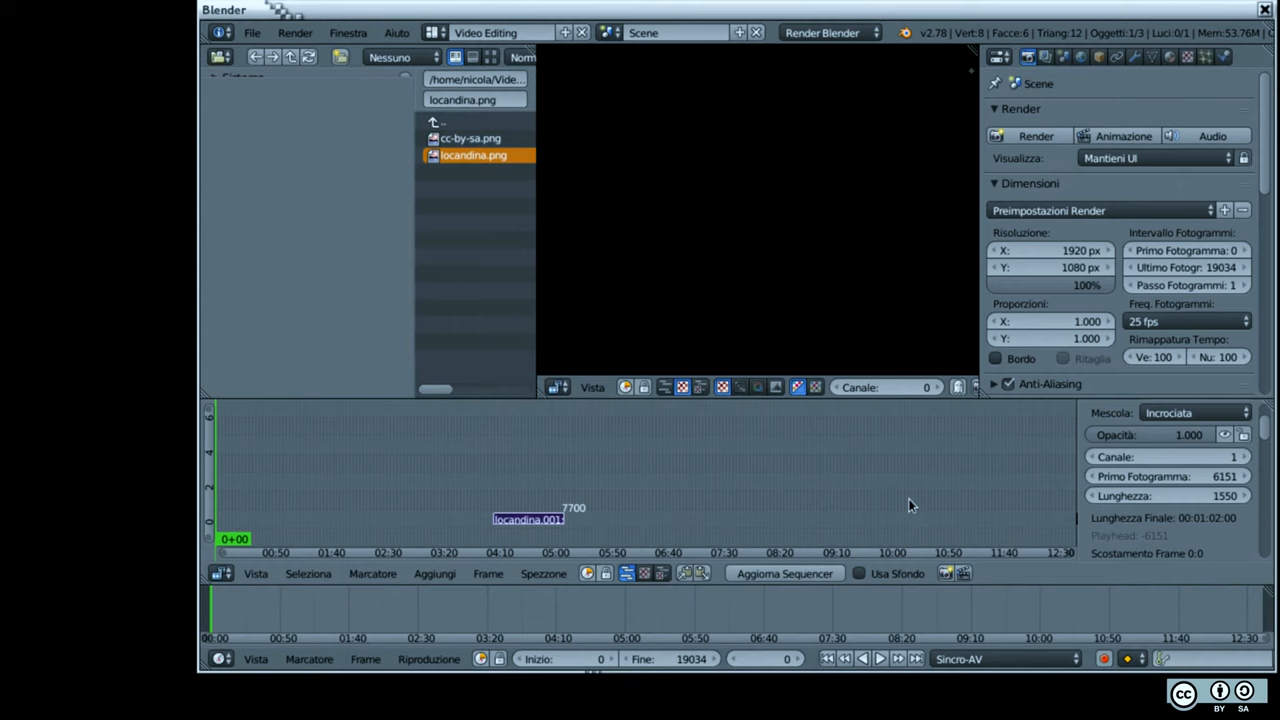 Blender
File Render Finestra Aiuto Video Editing Scene Render Blender v2.78 | Vert:8 | Facce:6 | Triang:12 | Oggetti:1/3 | Luci:0/1 | Mem:53.76M |
Nessuno Norm
/home/nicola/Vide...
locandina.png
..
cc-by-sa.png
locandina.png
Vista Canale: 0
Scene
Render
Render Animazione Audio
Visualizza: Mantieni UI
Dimensioni
Preimpostazioni Render
Risoluzione: Intervallo Fotogrammi:
X: 1920 px Primo Fotogramma: 0
Y: 1080 px Ultimo Fotogr: 19034
100% Passo Fotogrammi: 1
Proporzioni: Freq. Fotogrammi:
X: 1.000 25 fps
Y: 1.000 Rimappatura Tempo:
Bordo Ritaglia Ve: 100 Nu: 100
Anti-Aliasing
6
4
2
0
7700
locandina.001:
0+00
00:50 01:40 02:30 03:20 04:10 05:00 05:50 06:40 07:30 08:20 09:10 10:00 10:50 11:40 12:30
Mescola: Incrociata
Opacità: 1.000
Canale: 1
Primo Fotogramma: 6151
Lunghezza: 1550
Lunghezza Finale: 00:01:02:00
Playhead: -6151
Scostamento Frame 0:0
Vista Seleziona Marcatore Aggiungi Frame Spezzone Aggiorna Sequencer Usa Sfondo
00:00 00:50 01:40 02:30 03:20 04:10 05:00 05:50 06:40 07:30 08:20 09:10 10:00 10:50 11:40 12:30
Vista Marcatore Frame Riproduzione Inizio: 0 Fine: 19034 0 Sincro-AV
cc BY SA